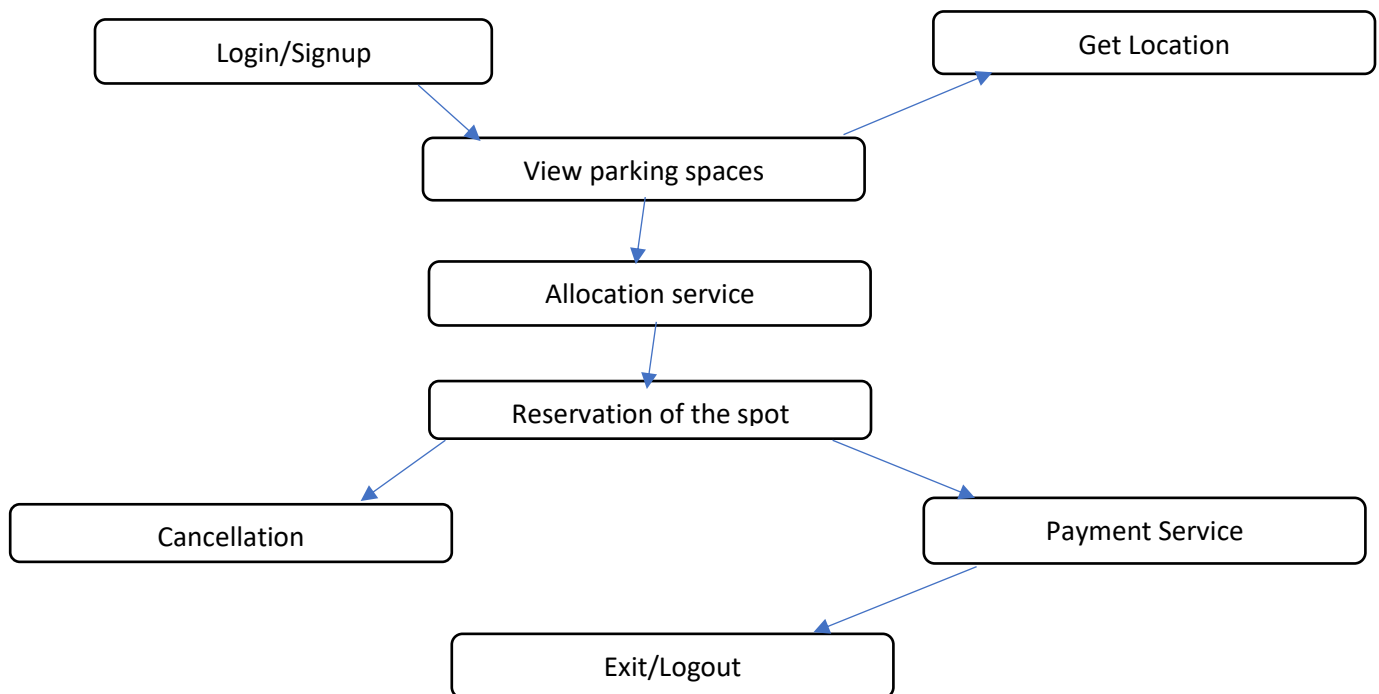 Login/Signup
Get Location
View parking spaces
Allocation service
Reservation of the spot
Cancellation
Payment Service
Exit/Logout